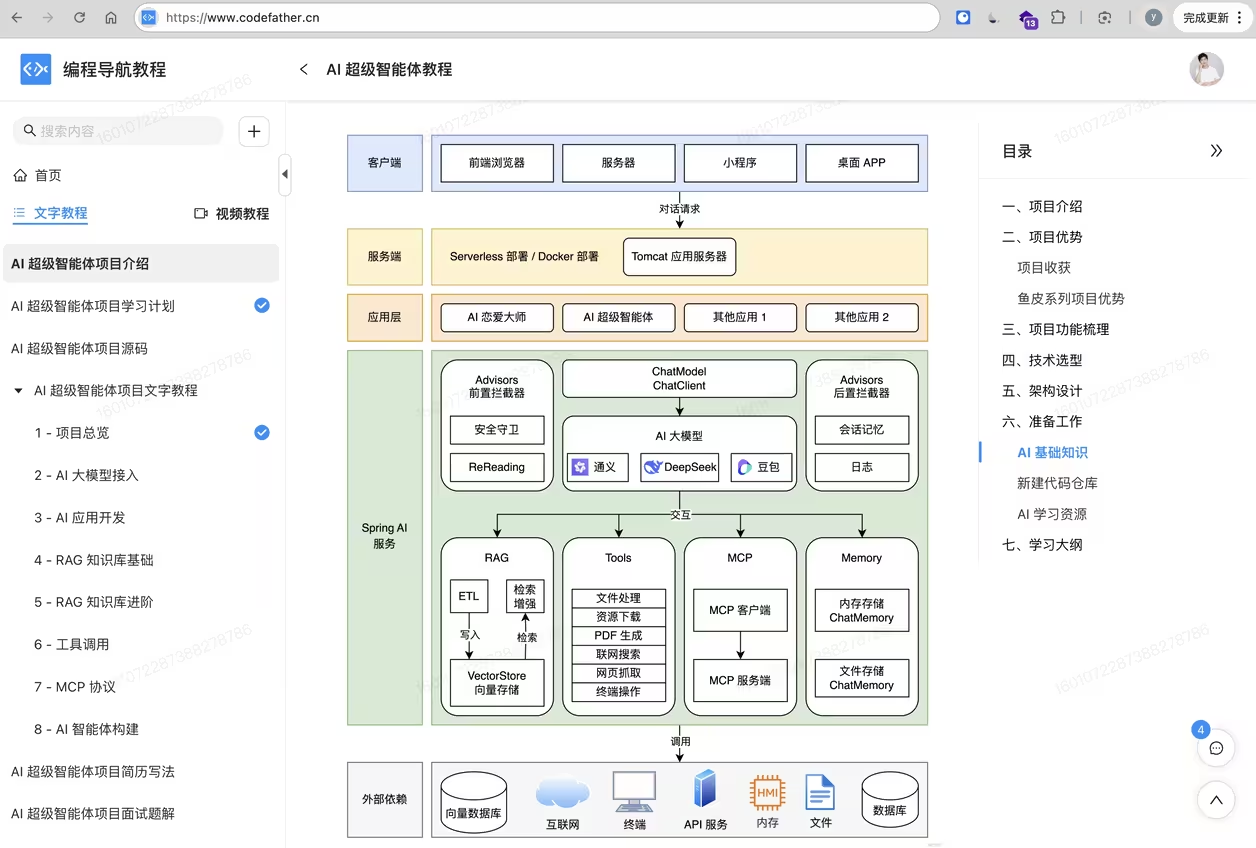 https://www.codefather.cn
13
y
完成更新
编程导航教程
AI 超级智能体教程
搜索内容
首页
文字教程
视频教程
AI 超级智能体项目介绍
AI 超级智能体项目学习计划
AI 超级智能体项目源码
AI 超级智能体项目文字教程
1 - 项目总览
2 - AI 大模型接入
3 - AI 应用开发
4 - RAG 知识库基础
5 - RAG 知识库进阶
6 - 工具调用
7 - MCP 协议
8 - AI 智能体构建
AI 超级智能体项目简历写法
AI 超级智能体项目面试题解
客户端
前端浏览器
服务器
小程序
桌面 APP
对话请求
服务端
Serverless 部署 / Docker 部署
Tomcat 应用服务器
应用层
AI 恋爱大师
AI 超级智能体
其他应用 1
其他应用 2
Spring AI
服务
Advisors
前置拦截器
安全守卫
ReReading
ChatModel
ChatClient
AI 大模型
通义
DeepSeek
豆包
Advisors
后置拦截器
会话记忆
日志
交互
RAG
ETL
检索
增强
写入
检索
VectorStore
向量存储
Tools
文件处理
资源下载
PDF 生成
联网搜索
网页抓取
终端操作
MCP
MCP 客户端
MCP 服务端
Memory
内存存储
ChatMemory
文件存储
ChatMemory
调用
外部依赖
向量数据库
互联网
终端
API 服务
HMI
内存
文件
数据库
目录
一、项目介绍
二、项目优势
项目收获
鱼皮系列项目优势
三、项目功能梳理
四、技术选型
五、架构设计
六、准备工作
AI 基础知识
新建代码仓库
AI 学习资源
七、学习大纲
4
1601072287388278786